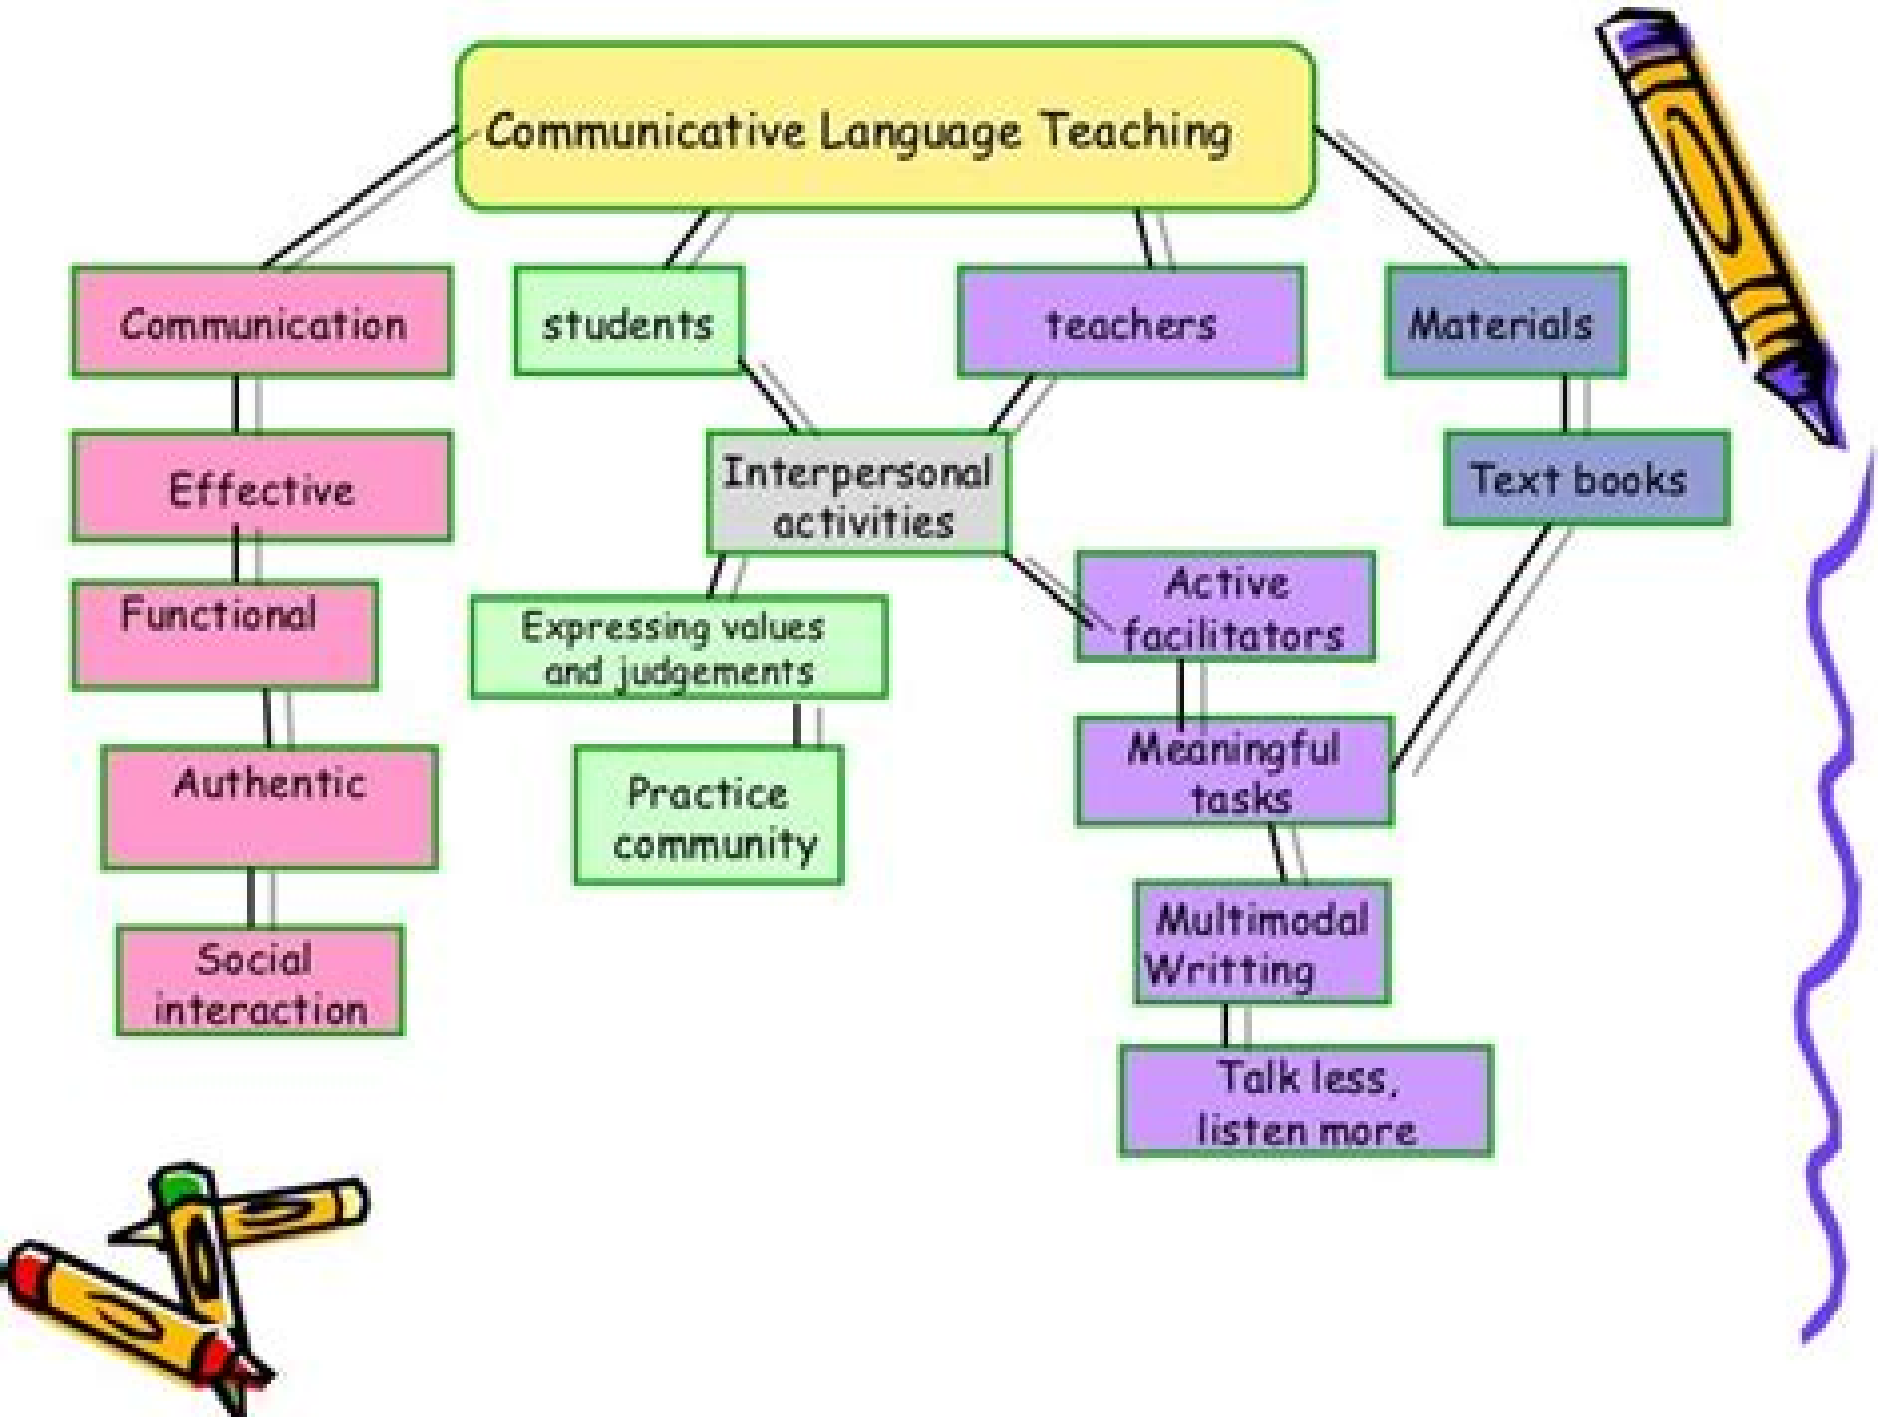 Communicative Language Teaching
Communication
students
teachers
Materials
Effective
Interpersonal
activities
Text books
Functional
Expressing values
and judgements
Active
facilitators
Authentic
Practice
community
Meaningful
tasks
Social
interaction
Multimodal
Writting
Talk less,
listen more